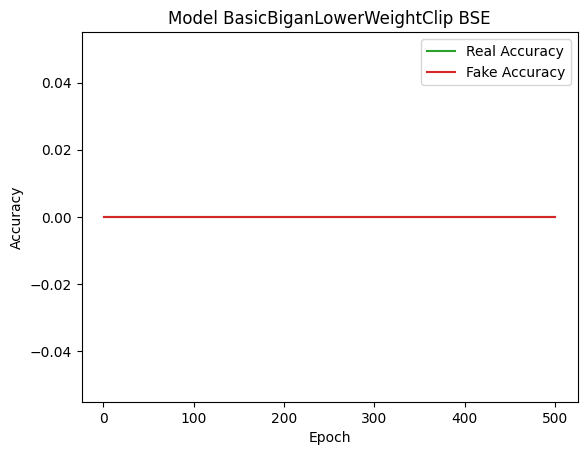 Model BasicBiganLowerWeightClip BSE
Real Accuracy
Fake Accuracy
0.04
0.02
0.00
−0.02
−0.04
Accuracy
0 100 200 300 400 500
Epoch